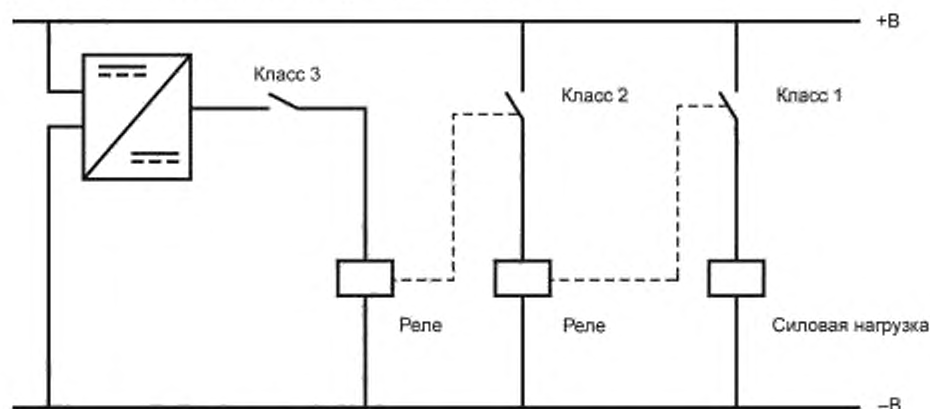 +B
Класс 3
Класс 2
Класс 1
Реле
Реле
Силовая нагрузка
–B